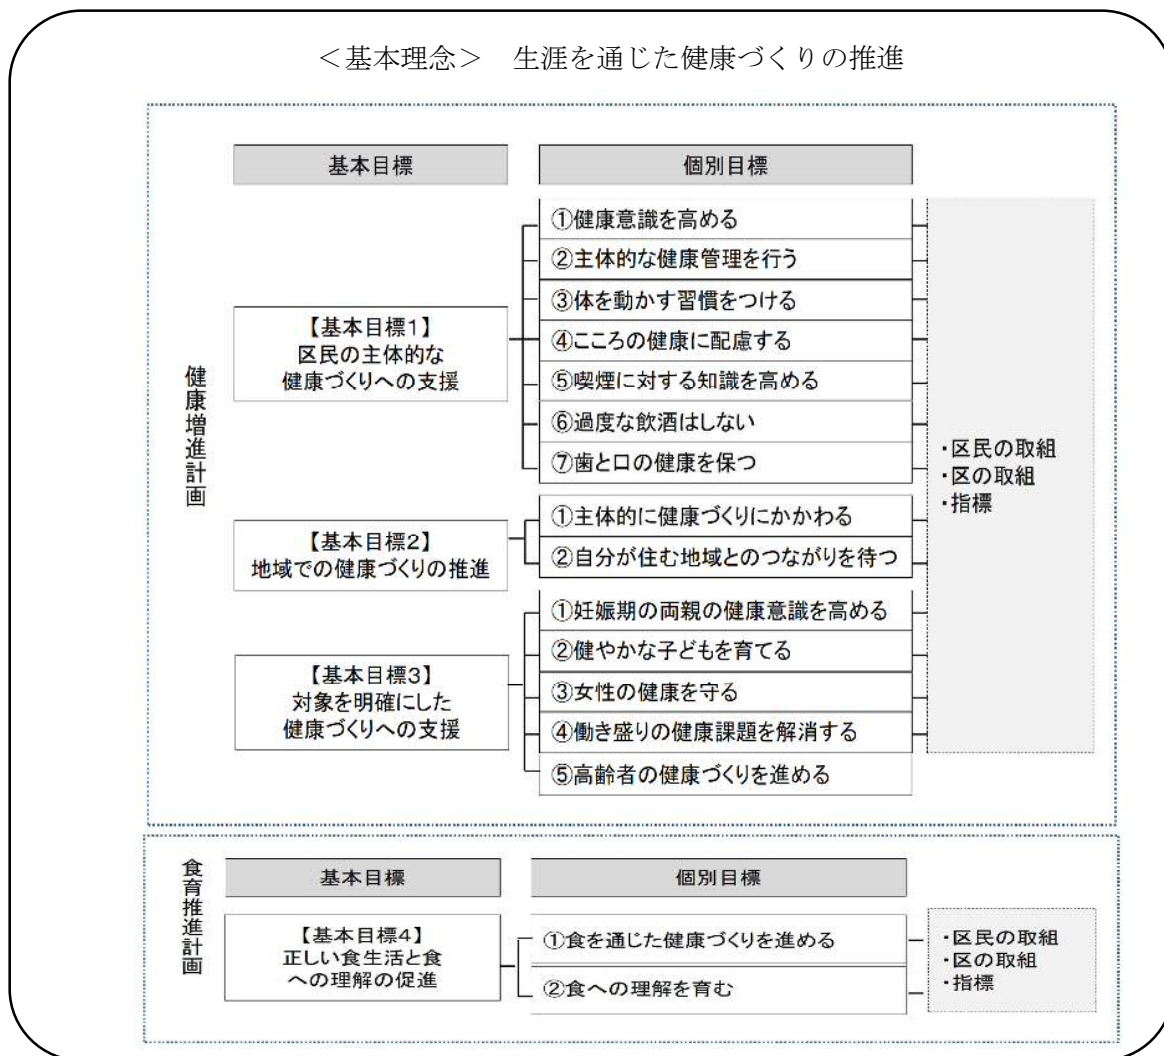 ＜基本理念＞　生涯を通じた健康づくりの推進
健康増進計画
基本目標
個別目標
【基本目標1】
区民の主体的な
健康づくりへの支援
①健康意識を高める
②主体的な健康管理を行う
③体を動かす習慣をつける
④こころの健康に配慮する
⑤喫煙に対する知識を高める
⑥過度な飲酒はしない
⑦歯と口の健康を保つ
【基本目標2】
地域での健康づくりの推進
①主体的に健康づくりにかかわる
②自分が住む地域とのつながりを待つ
【基本目標3】
対象を明確にした
健康づくりへの支援
①妊娠期の両親の健康意識を高める
②健やかな子どもを育てる
③女性の健康を守る
④働き盛りの健康課題を解消する
⑤高齢者の健康づくりを進める
・区民の取組
・区の取組
・指標
食育推進計画
基本目標
個別目標
【基本目標4】
正しい食生活と食
への理解の促進
①食を通じた健康づくりを進める
②食への理解を育む
・区民の取組
・区の取組
・指標